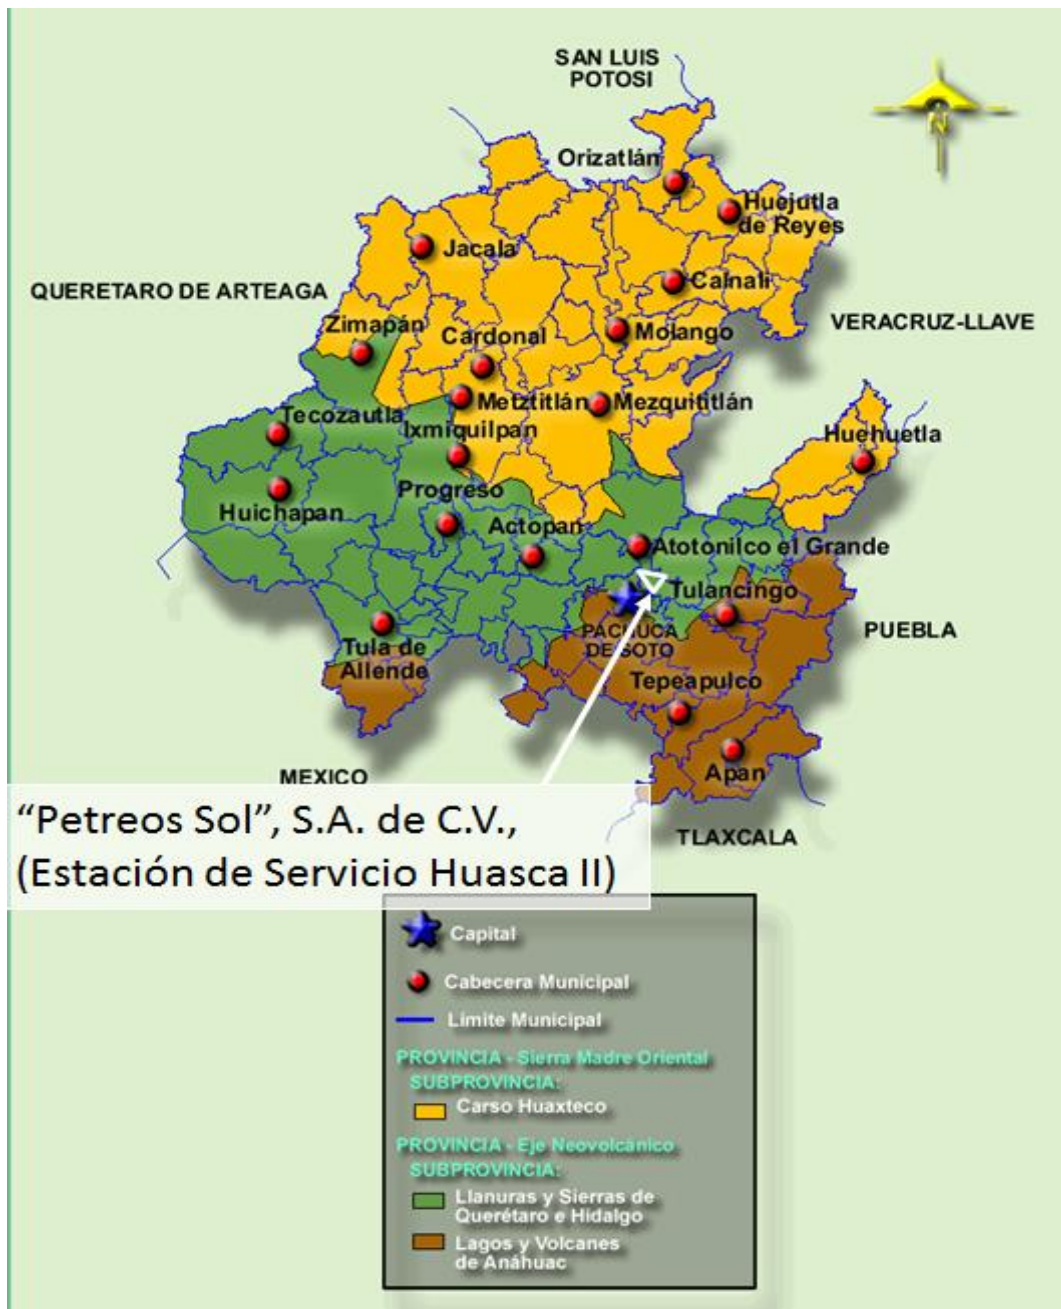 SAN LUIS
POTOSI
N
Orizatlán
Huejutla
de Reyes
Jacala
Calnali
QUERETARO DE ARTEAGA
Zimapán
Cardonal
Molango
VERACRUZ-LLAVE
Metztitlán
Mezquititlán
Tecozautla
Ixmiquilpan
Huehuetla
Progreso
Huichapan
Actopan
Atotonilco el Grande
Tulancingo
PACHUCA
DE SOTO
PUEBLA
Tula de
Allende
Tepeapulco
Apan
MEXICO
TLAXCALA
“Petreos Sol”, S.A. de C.V.,
(Estación de Servicio Huasca II)
Capital
Cabecera Municipal
Limite Municipal
PROVINCIA - Sierra Madre Oriental
SUBPROVINCIA:
Carso Huaxteco
PROVINCIA - Eje Neovolcánico
SUBPROVINCIA:
Llanuras y Sierras de
Querétaro e Hidalgo
Lagos y Volcanes
de Anáhuac